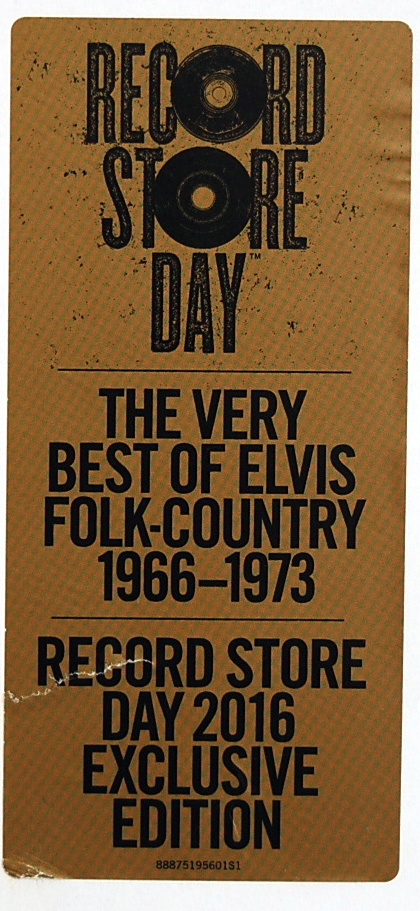 RECORD
STORE
DAY™
THE VERY
BEST OF ELVIS
FOLK-COUNTRY
1966–1973
RECORD STORE
DAY 2016
EXCLUSIVE
EDITION
88875195601S1